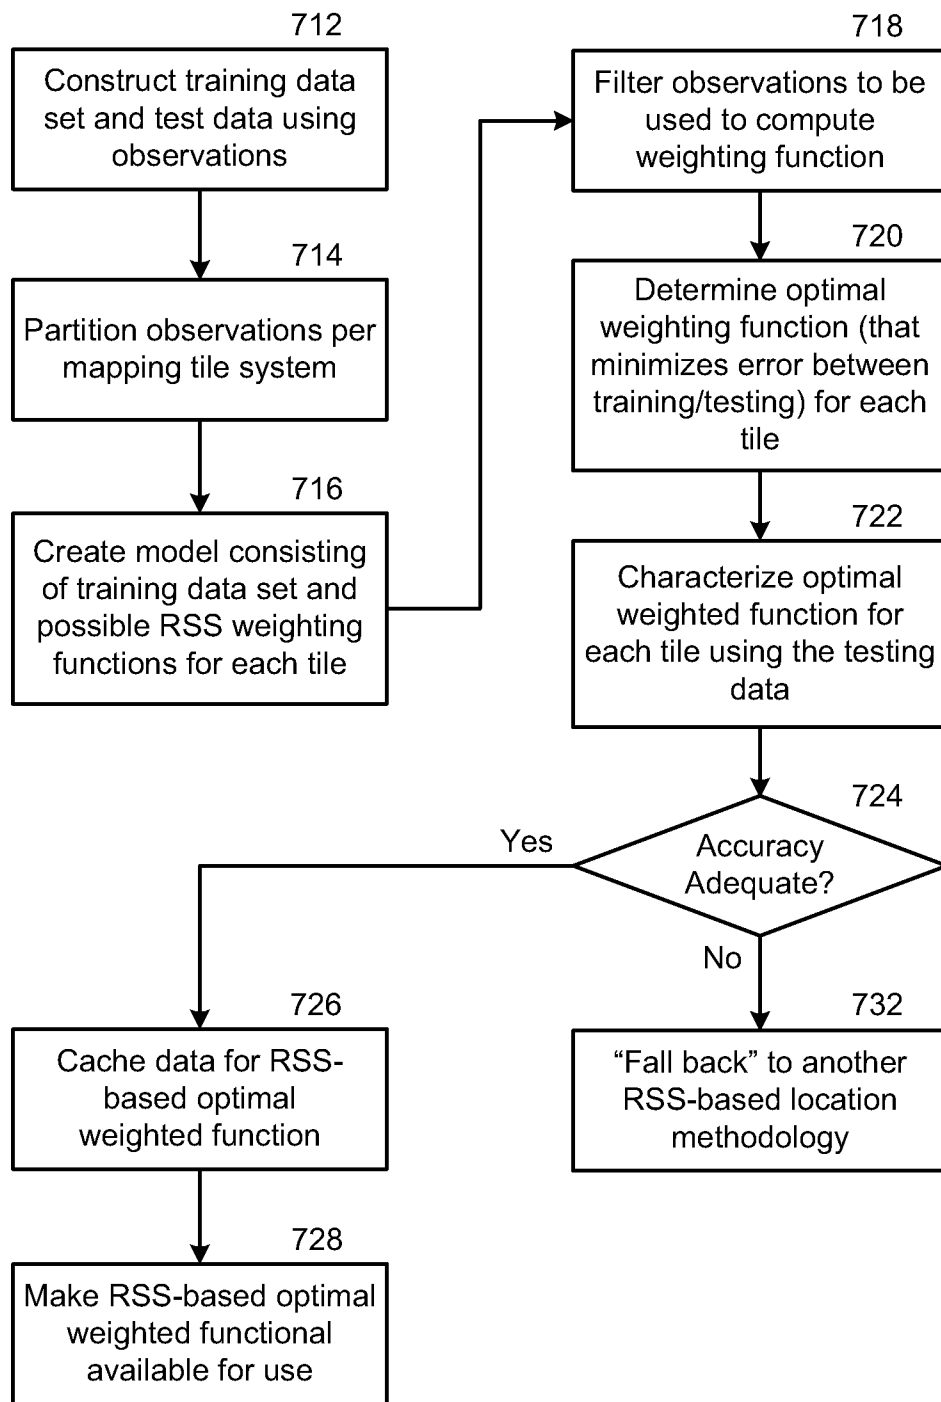 712
Construct training data
set and test data using
observations
714
Partition observations per
mapping tile system
716
Create model consisting
of training data set and
possible RSS weighting
functions for each tile
718
Filter observations to be
used to compute
weighting function
720
Determine optimal
weighting function (that
minimizes error between
training/testing) for each
tile
722
Characterize optimal
weighted function for
each tile using the testing
data
724
Accuracy
Adequate?
Yes
No
726
Cache data for RSS-
based optimal
weighted function
728
Make RSS-based optimal
weighted functional
available for use
732
“Fall back” to another
RSS-based location
methodology